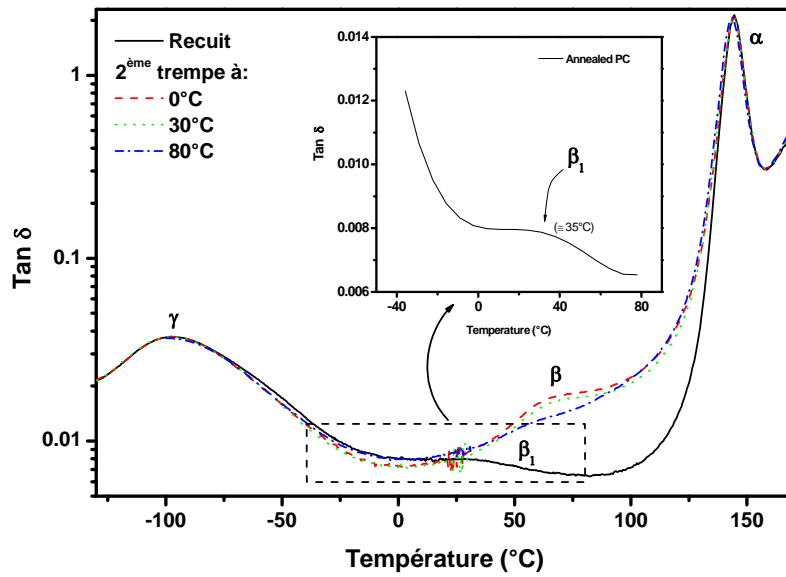 Recuit
2ème trempe à:
0°C
30°C
80°C
Tan δ
2
1
0.1
0.01
-100
-50
0
50
100
150
Température (°C)
γ
β
β1
α
Annealed PC
Tan δ
0.014
0.012
0.010
0.008
0.006
-40
0
40
80
Temperature (°C)
β1
(≅35°C)